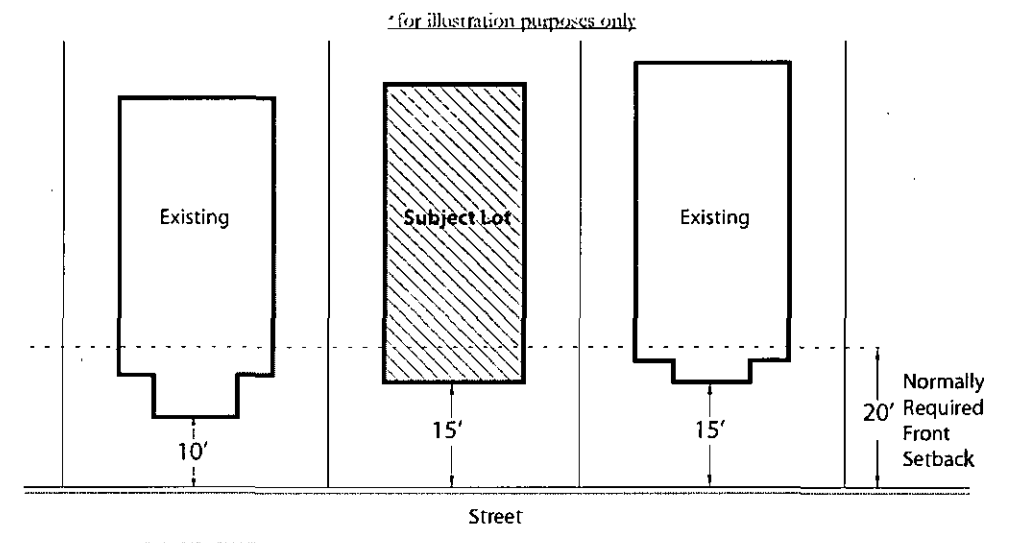 *for illustration purposes only
Existing
Subject Lot
Existing
10'
15'
15'
20'
Normally
Required
Front
Setback
Street